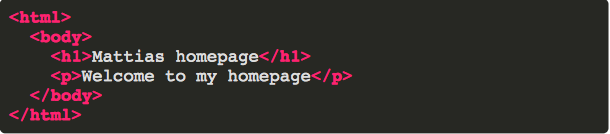 <html>
<body>
<h1>Mattias homepage</h1>
<p>Welcome to my homepage</p>
</body>
</html>